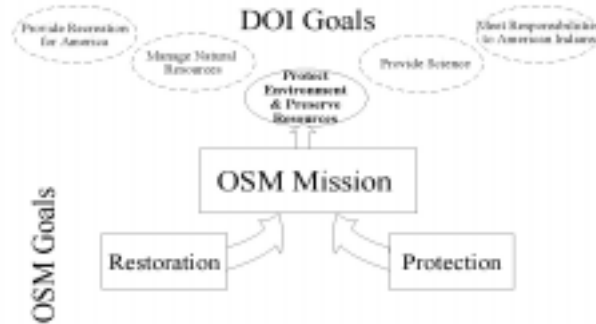 DOI Goals
Provide Recreation
for America
Meet Responsibilities
to American Indians
Manage Natural
Resources
Provide Science
Protect
Environment
& Preserve
Resources
OSM Mission
OSM Goals
Restoration
Protection